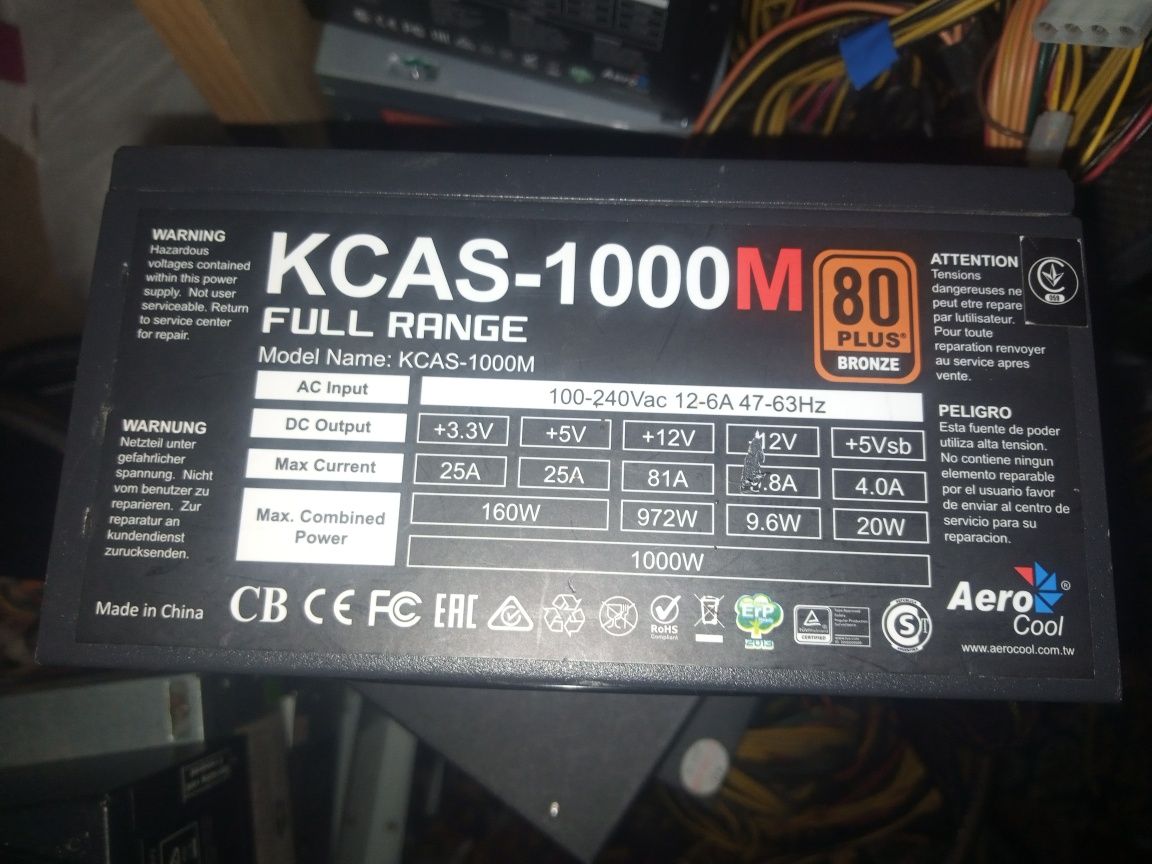 WARNING
Hazardous
voltages contained
within this power
supply. Not user
serviceable. Return
to service center
for repair.
WARNUNG
Netzteil unter
gefahrlicher
spannung. Nicht
vom benutzer zu
reparieren. Zur
reparatur an
kundendienst
zurucksenden.
Made in China
KCAS-1000M
FULL RANGE
Model Name: KCAS-1000M
80
PLUS®
BRONZE
AC Input 100-240Vac 12-6A 47-63Hz
DC Output +3.3V +5V +12V 12V +5Vsb
Max Current 25A 25A 81A .8A 4.0A
Max. Combined
Power
160W 972W 9.6W 20W
1000W
CB CE FC EAC
RoHS
Compliant
ErP
2013
CERTIFIED
S
ATTENTION
Tensions
dangereuses ne
peut etre repare
par lutilisateur.
Pour toute
reparation renvoyer
au service apres
vente.
059
PELIGRO
Esta fuente de poder
utiliza alta tension.
No contiene ningun
elemento reparable
por el usuario favor
de enviar al centro de
servicio para su
reparacion.
Aero®
Cool
www.aerocool.com.tw
Aero